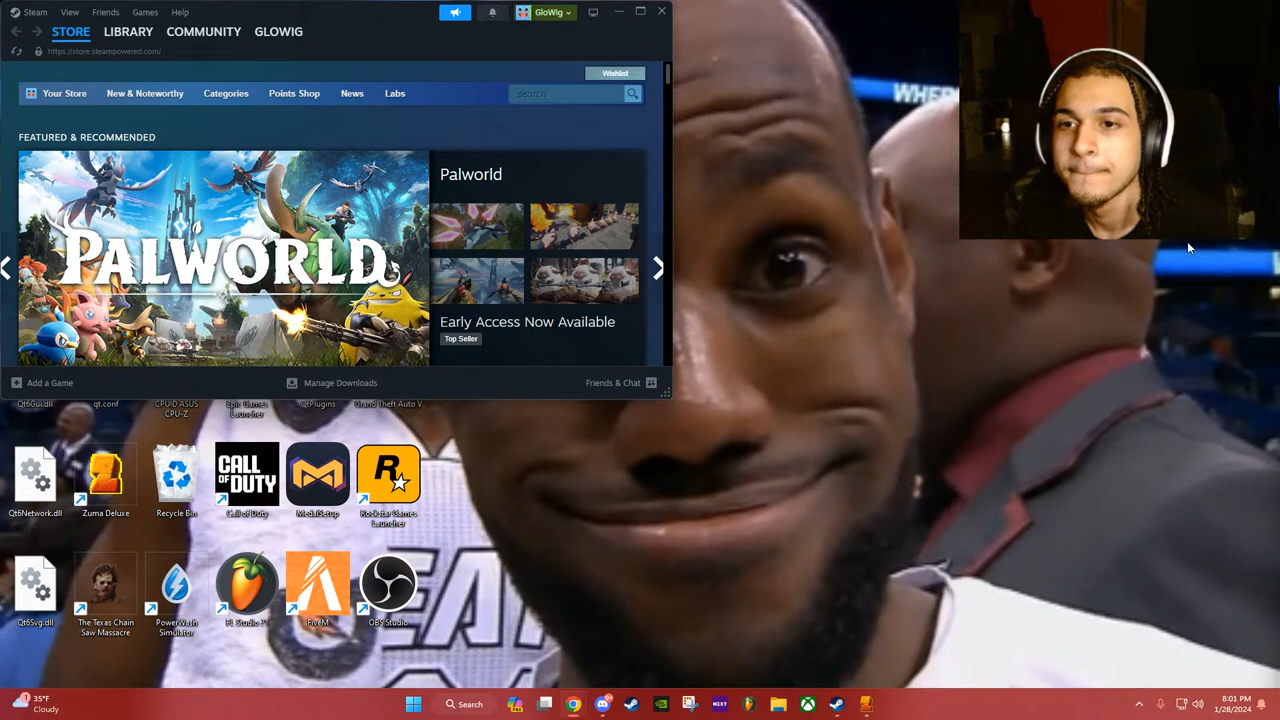 Steam View Friends Games Help GloWig
STORE LIBRARY COMMUNITY GLOWIG
https://store.steampowered.com/
Wishlist
Your Store New & Noteworthy Categories Points Shop News Labs search
FEATURED & RECOMMENDED
PALWORLD
Palworld
Early Access Now Available
Top Seller
Add a Game Manage Downloads Friends & Chat
Qt6Gui.dll qt.conf CPUID ASUS CPU-Z Epic Games Launcher Grand Theft Auto V
WHER
CALL OF DUTY
R
Qt6Network.dll Zuma Deluxe Recycle Bin Call of Duty MedalSetup Rockstar Games Launcher
EAM
Qt6Svg.dll The Texas Chain Saw Massacre PowerWash Simulator FL Studio 21 FiveM OBS Studio
35°F
Cloudy
Search
NEXT
8:01 PM
1/28/2024